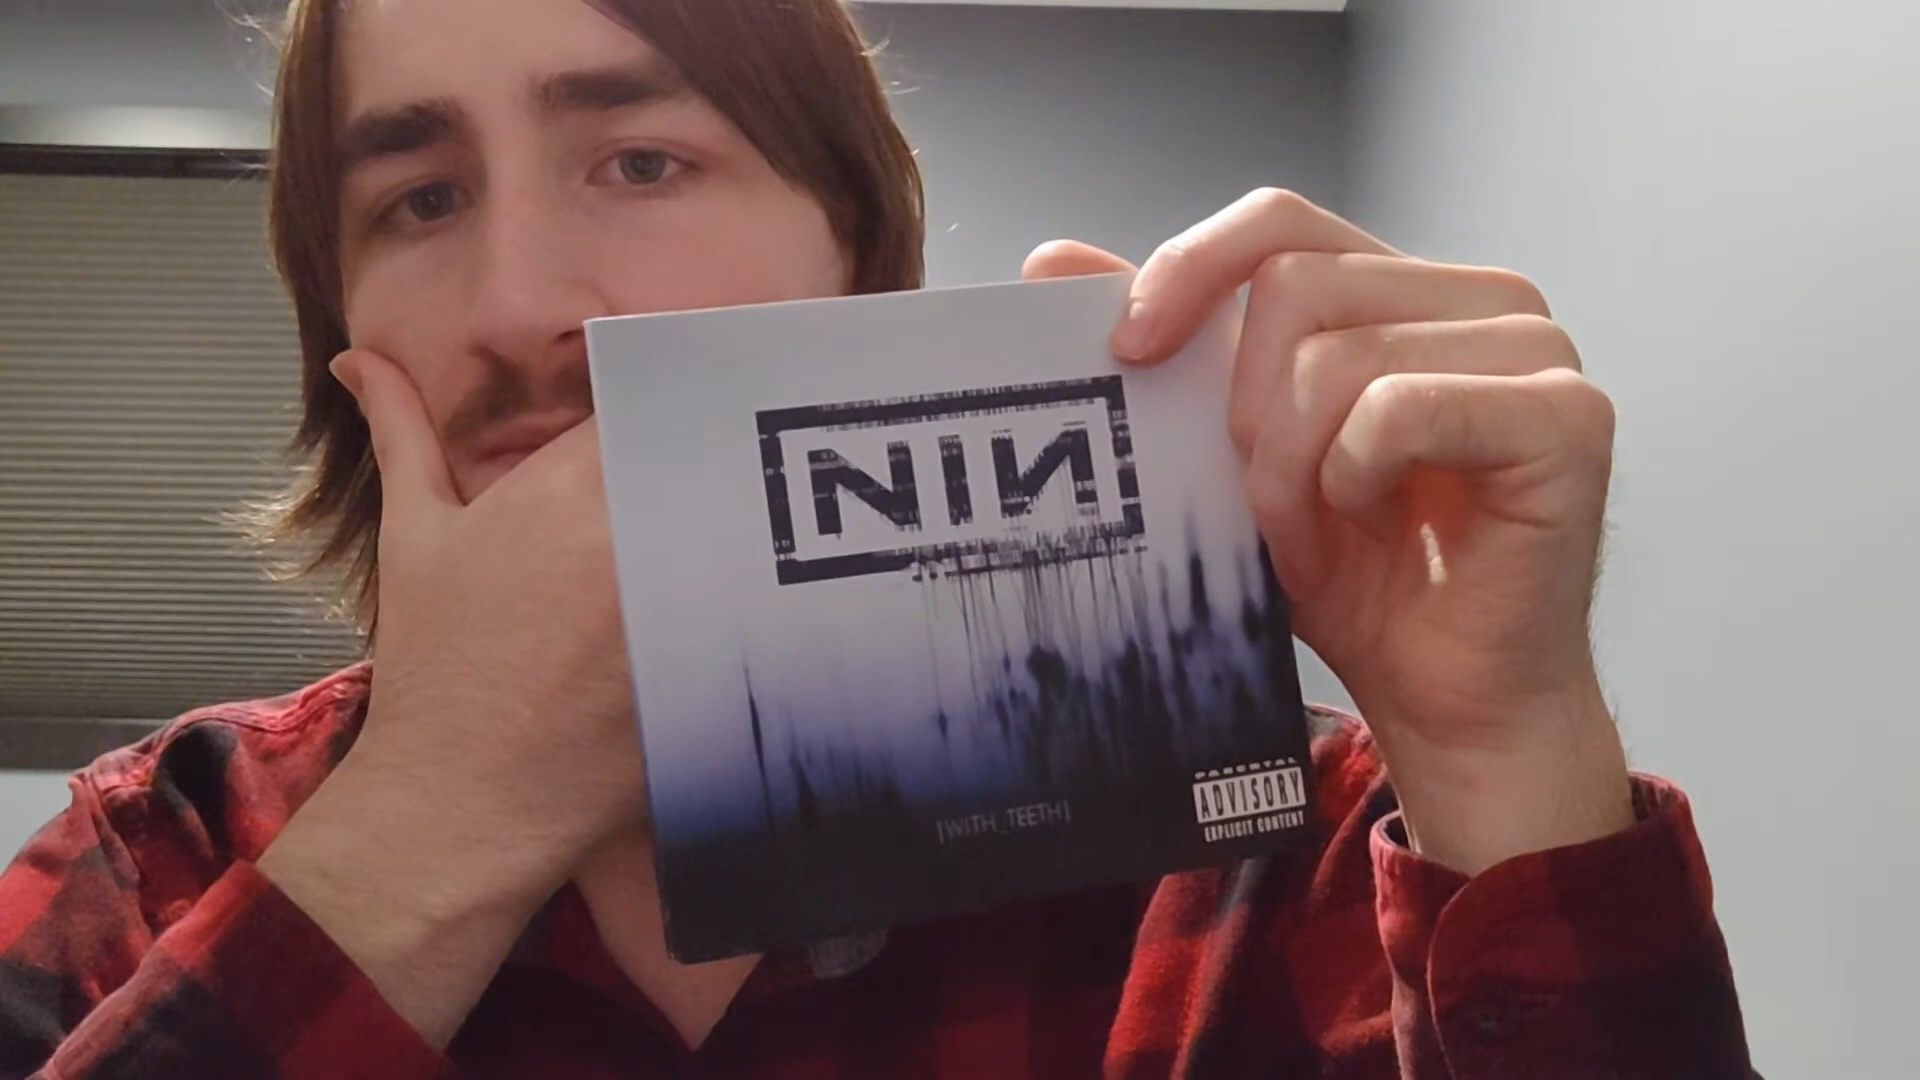 NIN
[WITH_TEETH]
PARENTAL
ADVISORY
EXPLICIT CONTENT